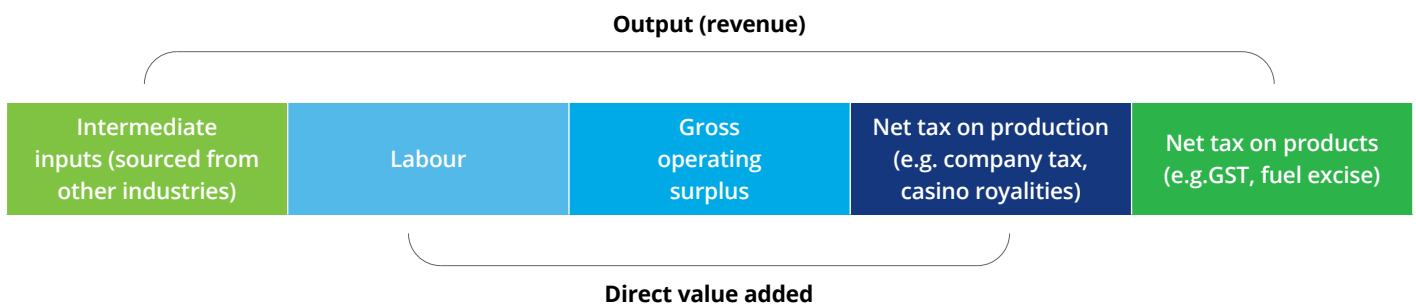 Output (revenue)
Intermediate
inputs (sourced from
other industries)
Labour
Gross
operating
surplus
Net tax on production
(e.g. company tax,
casino royalities)
Net tax on products
(e.g.GST, fuel excise)
Direct value added